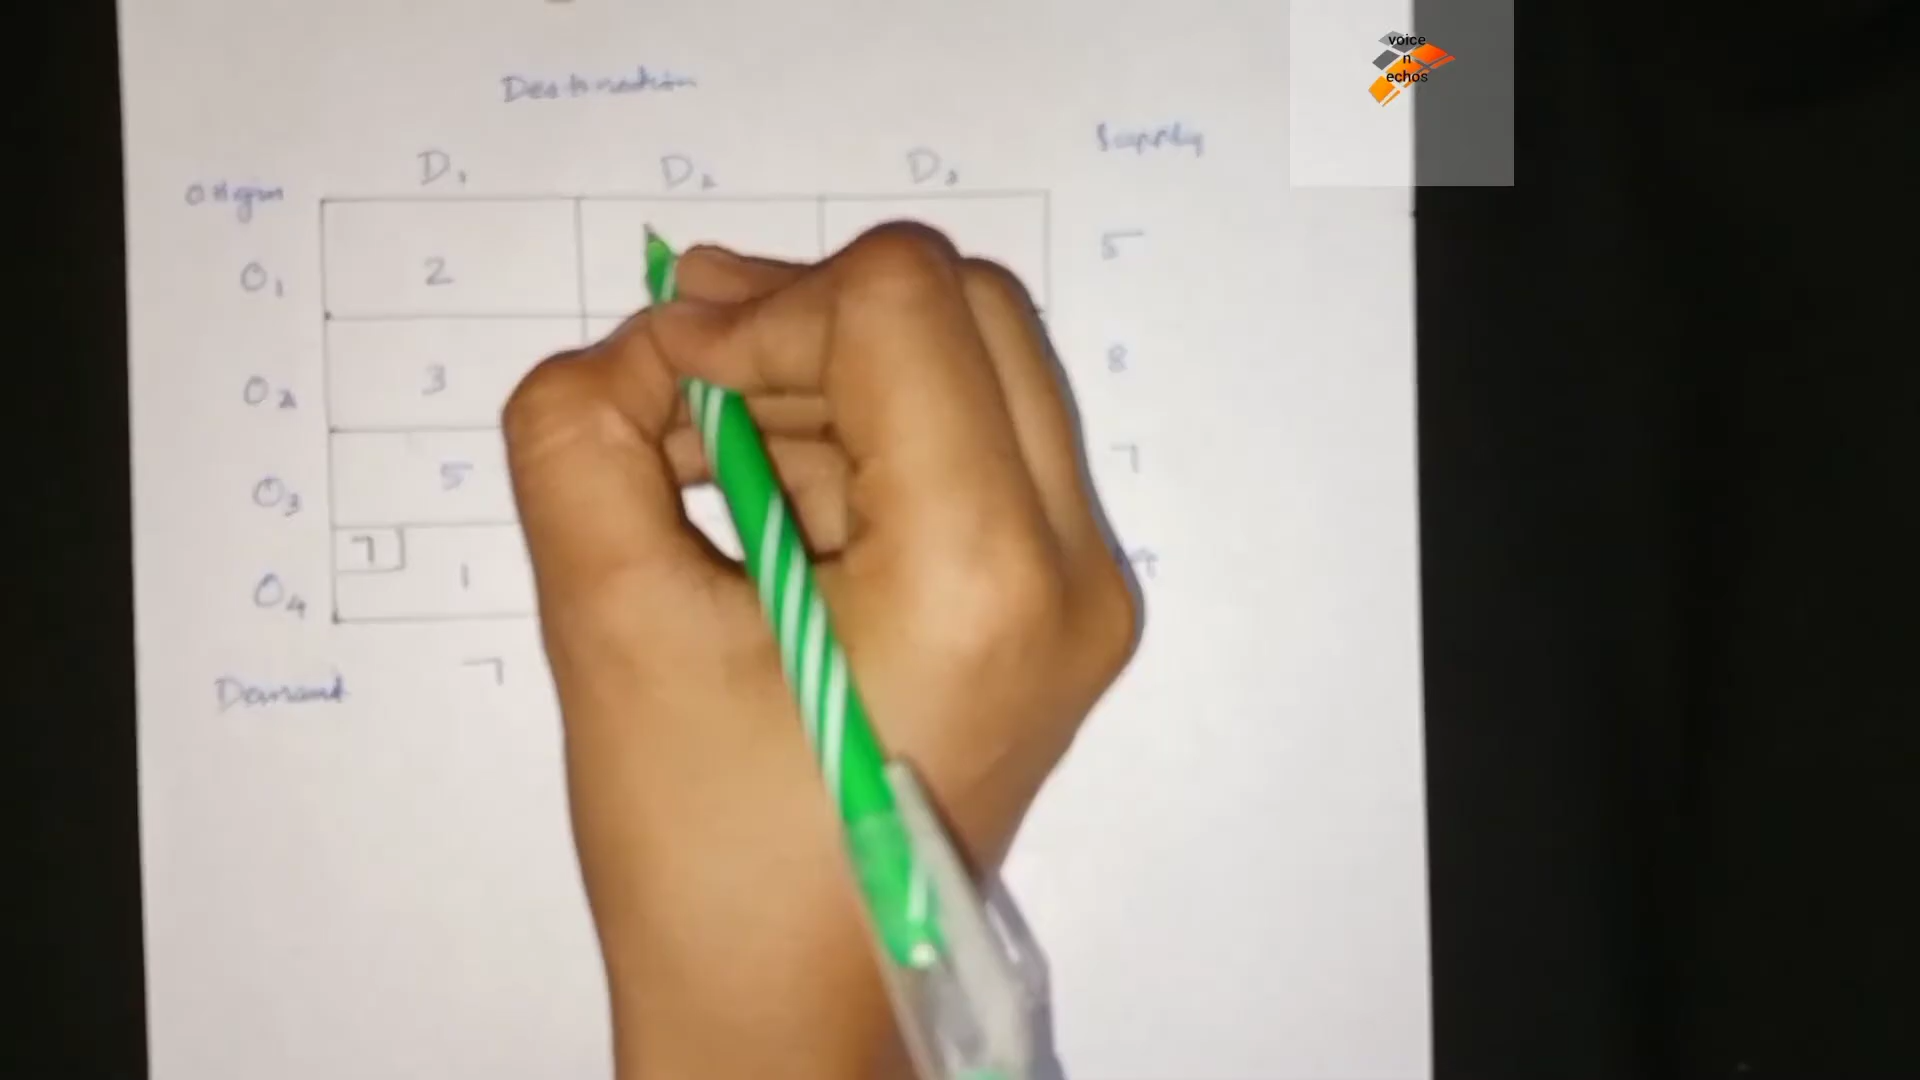 voice
n
echos
Destination
D₁ D₂ D₃ Supply
Origin
O₁ 2 5
O₂ 3 8
O₃ 5 7
7
O₄ 1
Demand 7